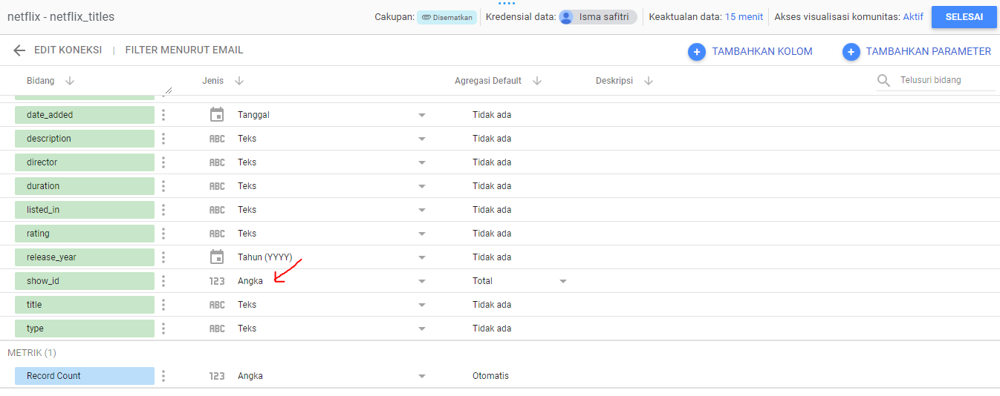 netflix - netflix_titles Cakupan: Disematkan Kredensial data: Isma safitri Keaktualan data: 15 menit Akses visualisasi komunitas: Aktif SELESAI
EDIT KONEKSI | FILTER MENURUT EMAIL TAMBAHKAN KOLOM TAMBAHKAN PARAMETER
Bidang Jenis Agregasi Default Deskripsi Telusuri bidang
date_added Tanggal Tidak ada
description ABC Teks Tidak ada
director ABC Teks Tidak ada
duration ABC Teks Tidak ada
listed_in ABC Teks Tidak ada
rating ABC Teks Tidak ada
release_year Tahun (YYYY) Tidak ada
show_id 123 Angka Total
title ABC Teks Tidak ada
type ABC Teks Tidak ada
METRIK (1)
Record Count 123 Angka Otomatis